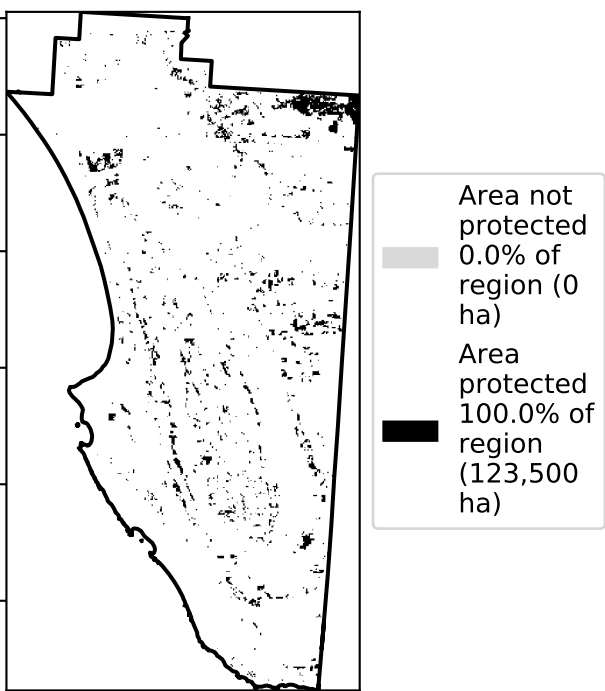 Area not
protected
0.0% of
region (0
ha)
Area
protected
100.0% of
region
(123,500
ha)